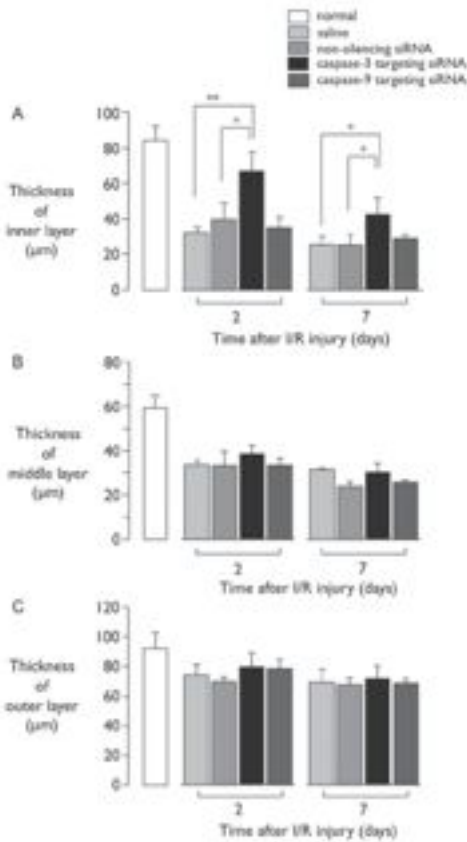 normal
saline
non-silencing siRNA
caspase-3 targeting siRNA
caspase-9 targeting siRNA
A
Thickness
of
inner layer
(μm)
100
80
60
40
20
0
**
*
*
*
2
7
Time after I/R injury (days)
B
Thickness
of
middle layer
(μm)
80
60
40
20
0
2
7
Time after I/R injury (days)
C
Thickness
of
outer layer
(μm)
120
100
80
60
40
20
0
2
7
Time after I/R injury (days)